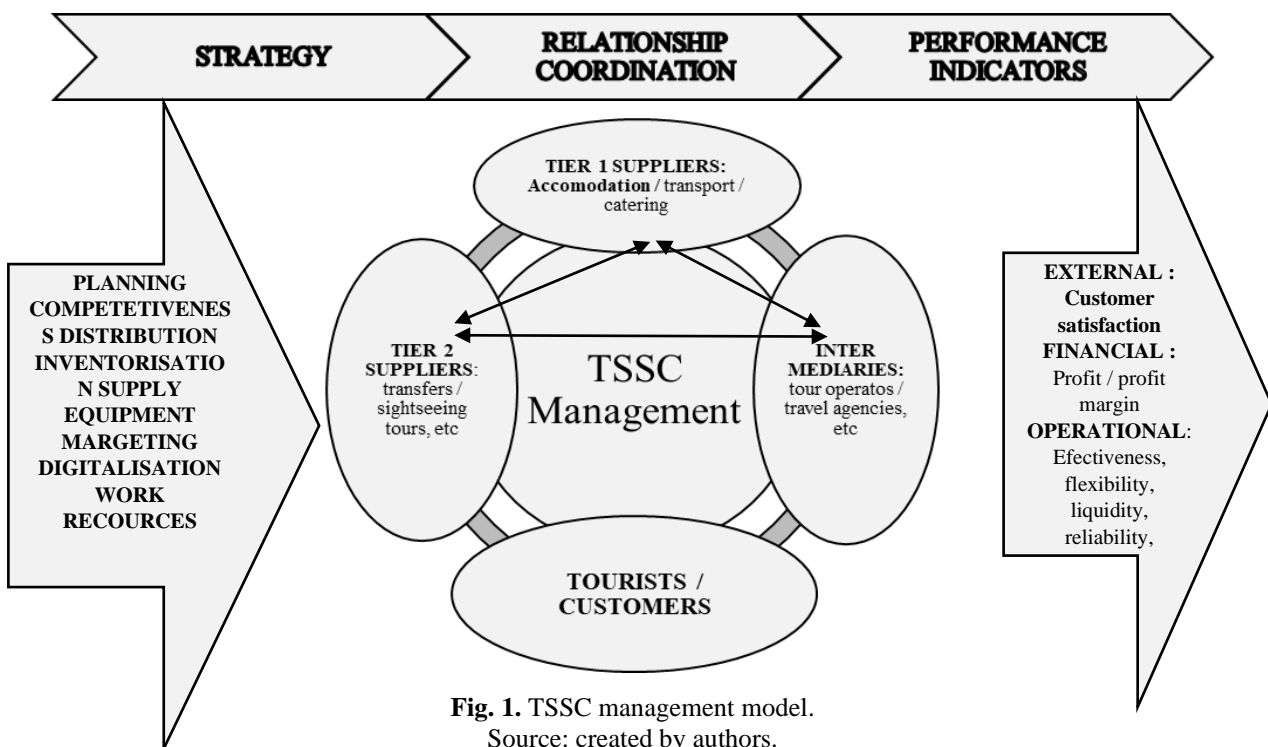 STRATEGY
RELATIONSHIP
COORDINATION
PERFORMANCE
INDICATORS
PLANNING
COMPETETIVENES
S DISTRIBUTION
INVENTORISATIO
N SUPPLY
EQUIPMENT
MARGETING
DIGITALISATION
WORK
RECOURCES
TIER 1 SUPPLIERS:
Accomodation / transport /
catering
TIER 2
SUPPLIERS:
transfers /
sightseeing
tours, etc
TSSC
Management
INTER
MEDIARIES:
tour operatos /
travel agencies,
etc
TOURISTS /
CUSTOMERS
EXTERNAL :
Customer
satisfaction
FINANCIAL :
Profit / profit
margin
OPERATIONAL:
Efectiveness,
flexibility,
liquidity,
reliability,
Fig. 1. TSSC management model.
Source: created by authors.